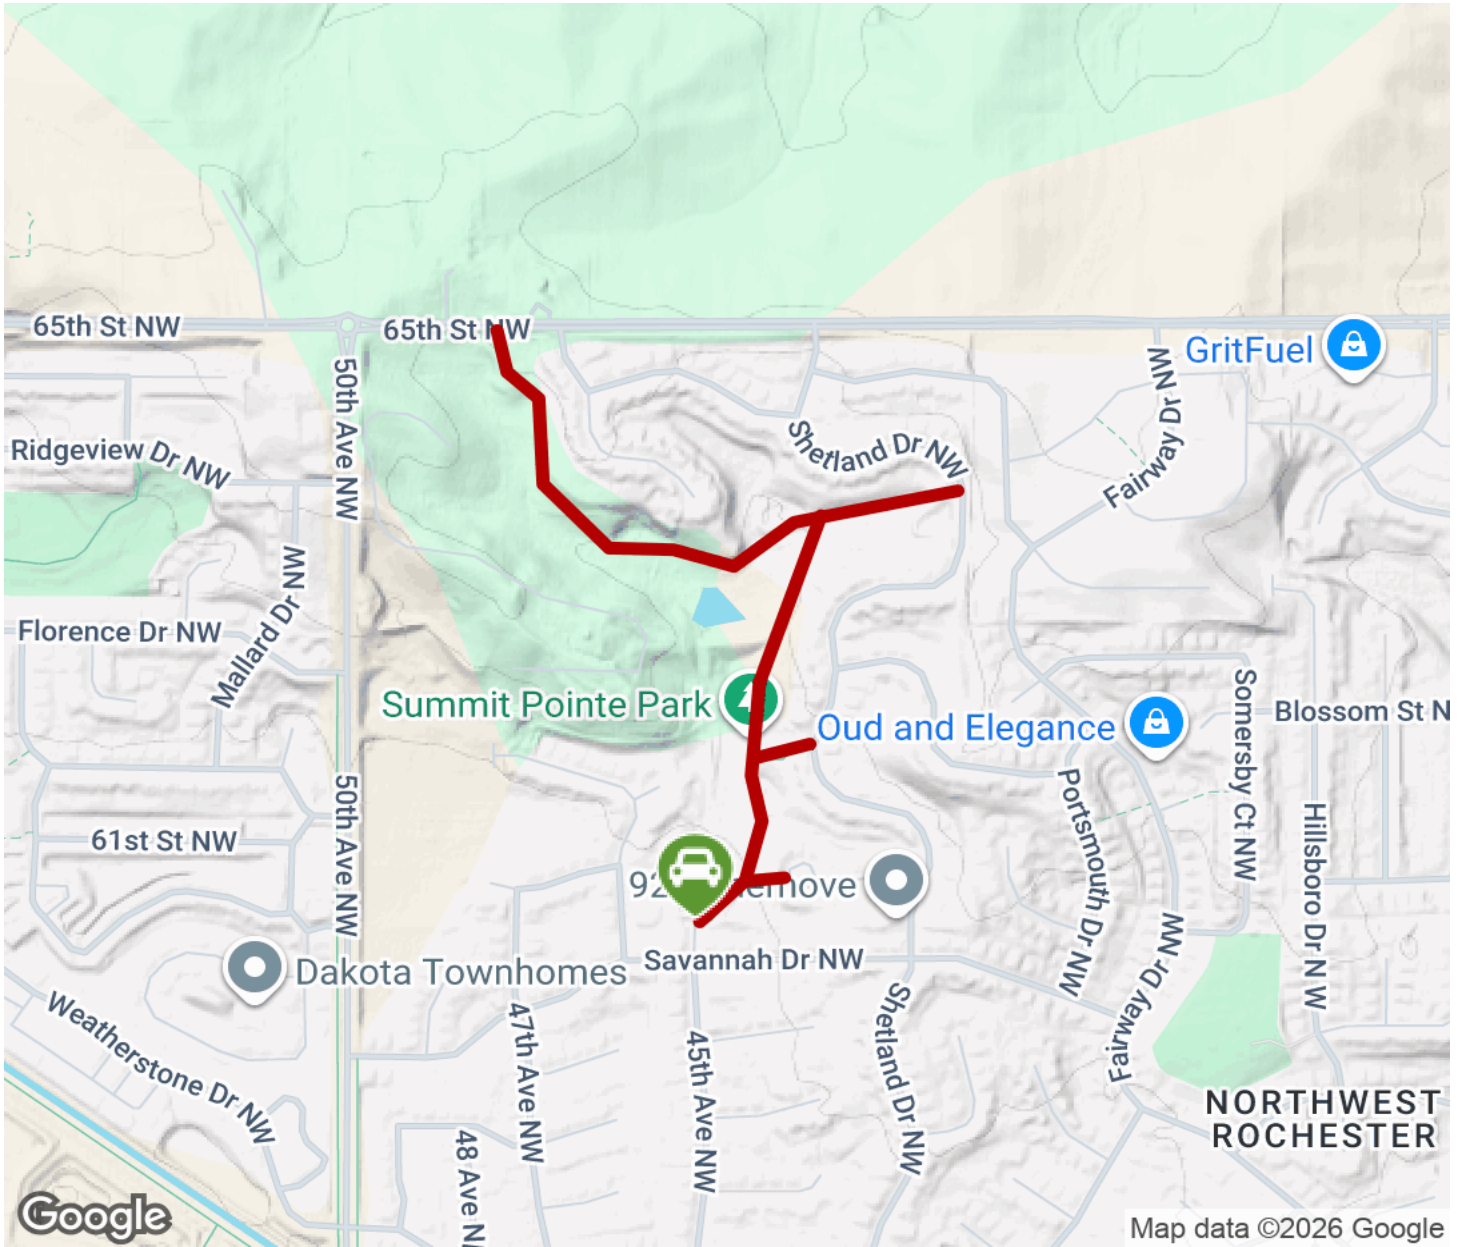 65th St NW
65th St NW
GritFuel
50th Ave NW
Fairway Dr NW
Shetland Dr NW
Ridgeview Dr NW
Mallard Dr NW
Florence Dr NW
Summit Pointe Park
Oud and Elegance
Somersby Ct NW
Blossom St N
Portsmouth Dr NW
50th Ave NW
61st St NW
Hillsboro Dr NW
Savannah Dr NW
Dakota Townhomes
Fairway Dr NW
Shetland Dr NW
Weatherstone Dr NW
47th Ave NW
45th Ave NW
48 Ave N
NORTHWEST
ROCHESTER
Google
Map data ©2026 Google